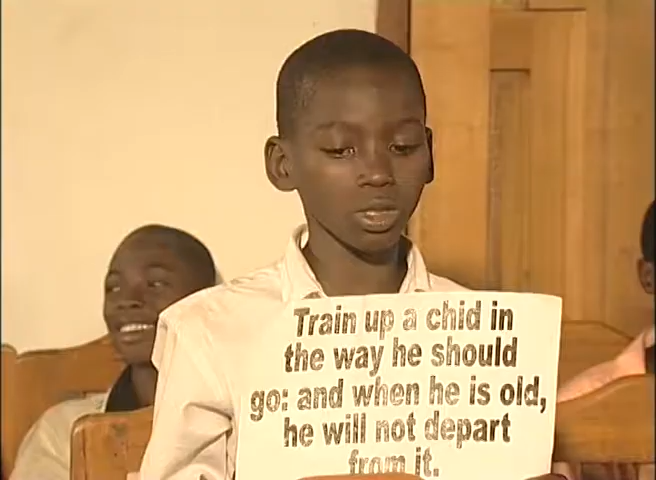 Train up a chid in
the way he should
go: and when he is old,
he will not depart
from it.